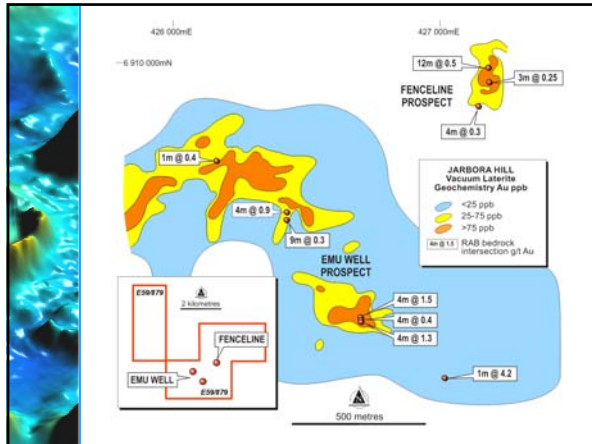 426 000mE
427 000mE
6 910 000mN
12m @ 0.5
3m @ 0.25
FENCELINE
PROSPECT
4m @ 0.3
1m @ 0.4
JARBORA HILL
Vacuum Laterite
Geochemistry Au ppb
<25 ppb
25-75 ppb
>75 ppb
4m @ 1.5 RAB bedrock
intersection g/t Au
4m @ 0.9
9m @ 0.3
EMU WELL
PROSPECT
4m @ 1.5
4m @ 0.4
4m @ 1.3
1m @ 4.2
E59/879
2 kilometres
FENCELINE
EMU WELL
E59/879
500 metres